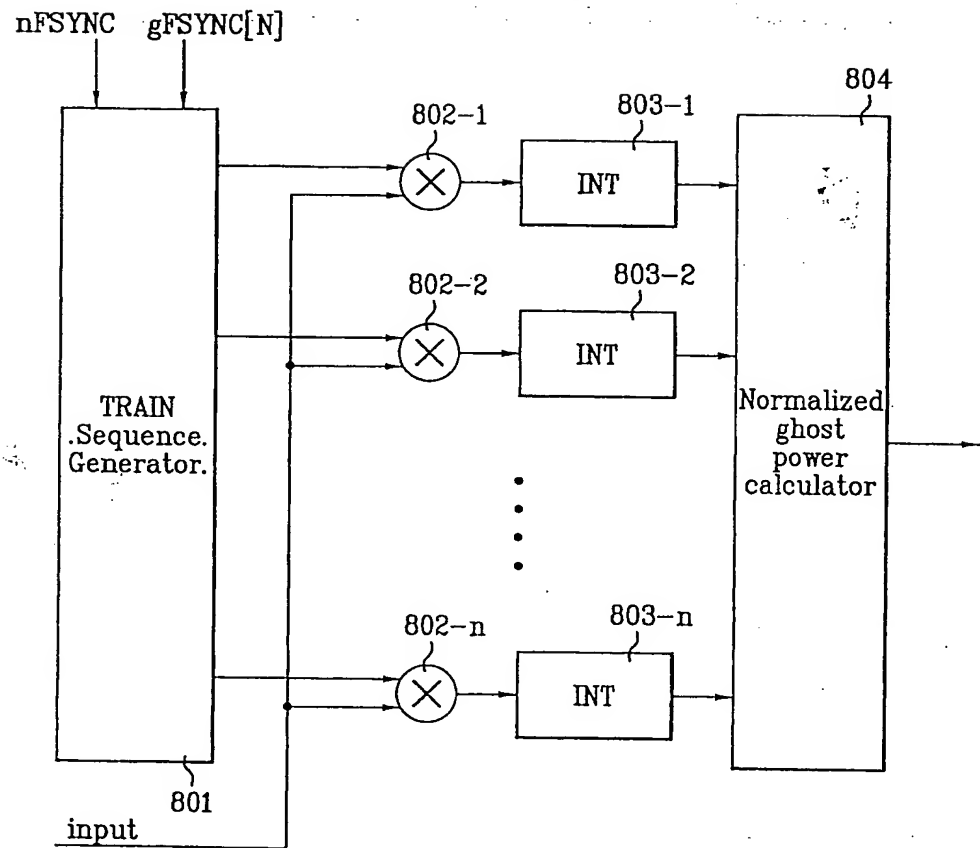 nFSYNC gFSYNC[N]
804
802-1
803-1
INT
802-2
803-2
INT
TRAIN
.Sequence.
Generator.
Normalized
ghost
power
calculator
802-n
803-n
INT
801
input